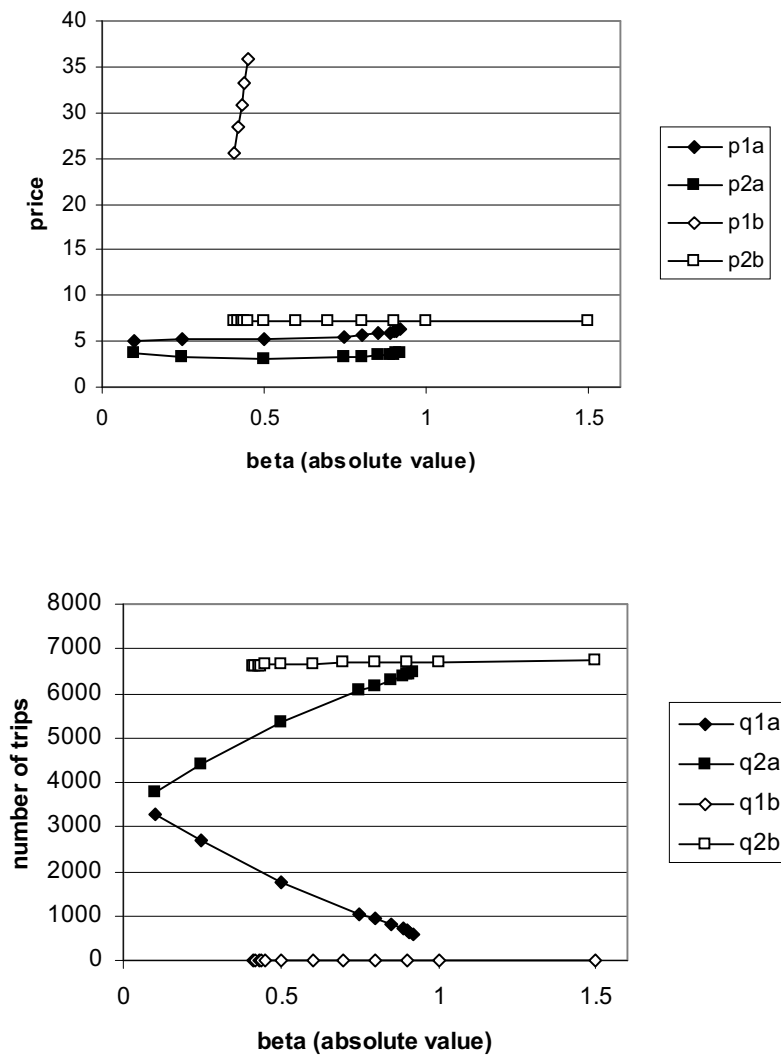 40
35
30
25
20
15
10
5
0
price
0 0.5 1 1.5
beta (absolute value)
p1a
p2a
p1b
p2b
8000
7000
6000
5000
4000
3000
2000
1000
0
number of trips
0 0.5 1 1.5
beta (absolute value)
q1a
q2a
q1b
q2b